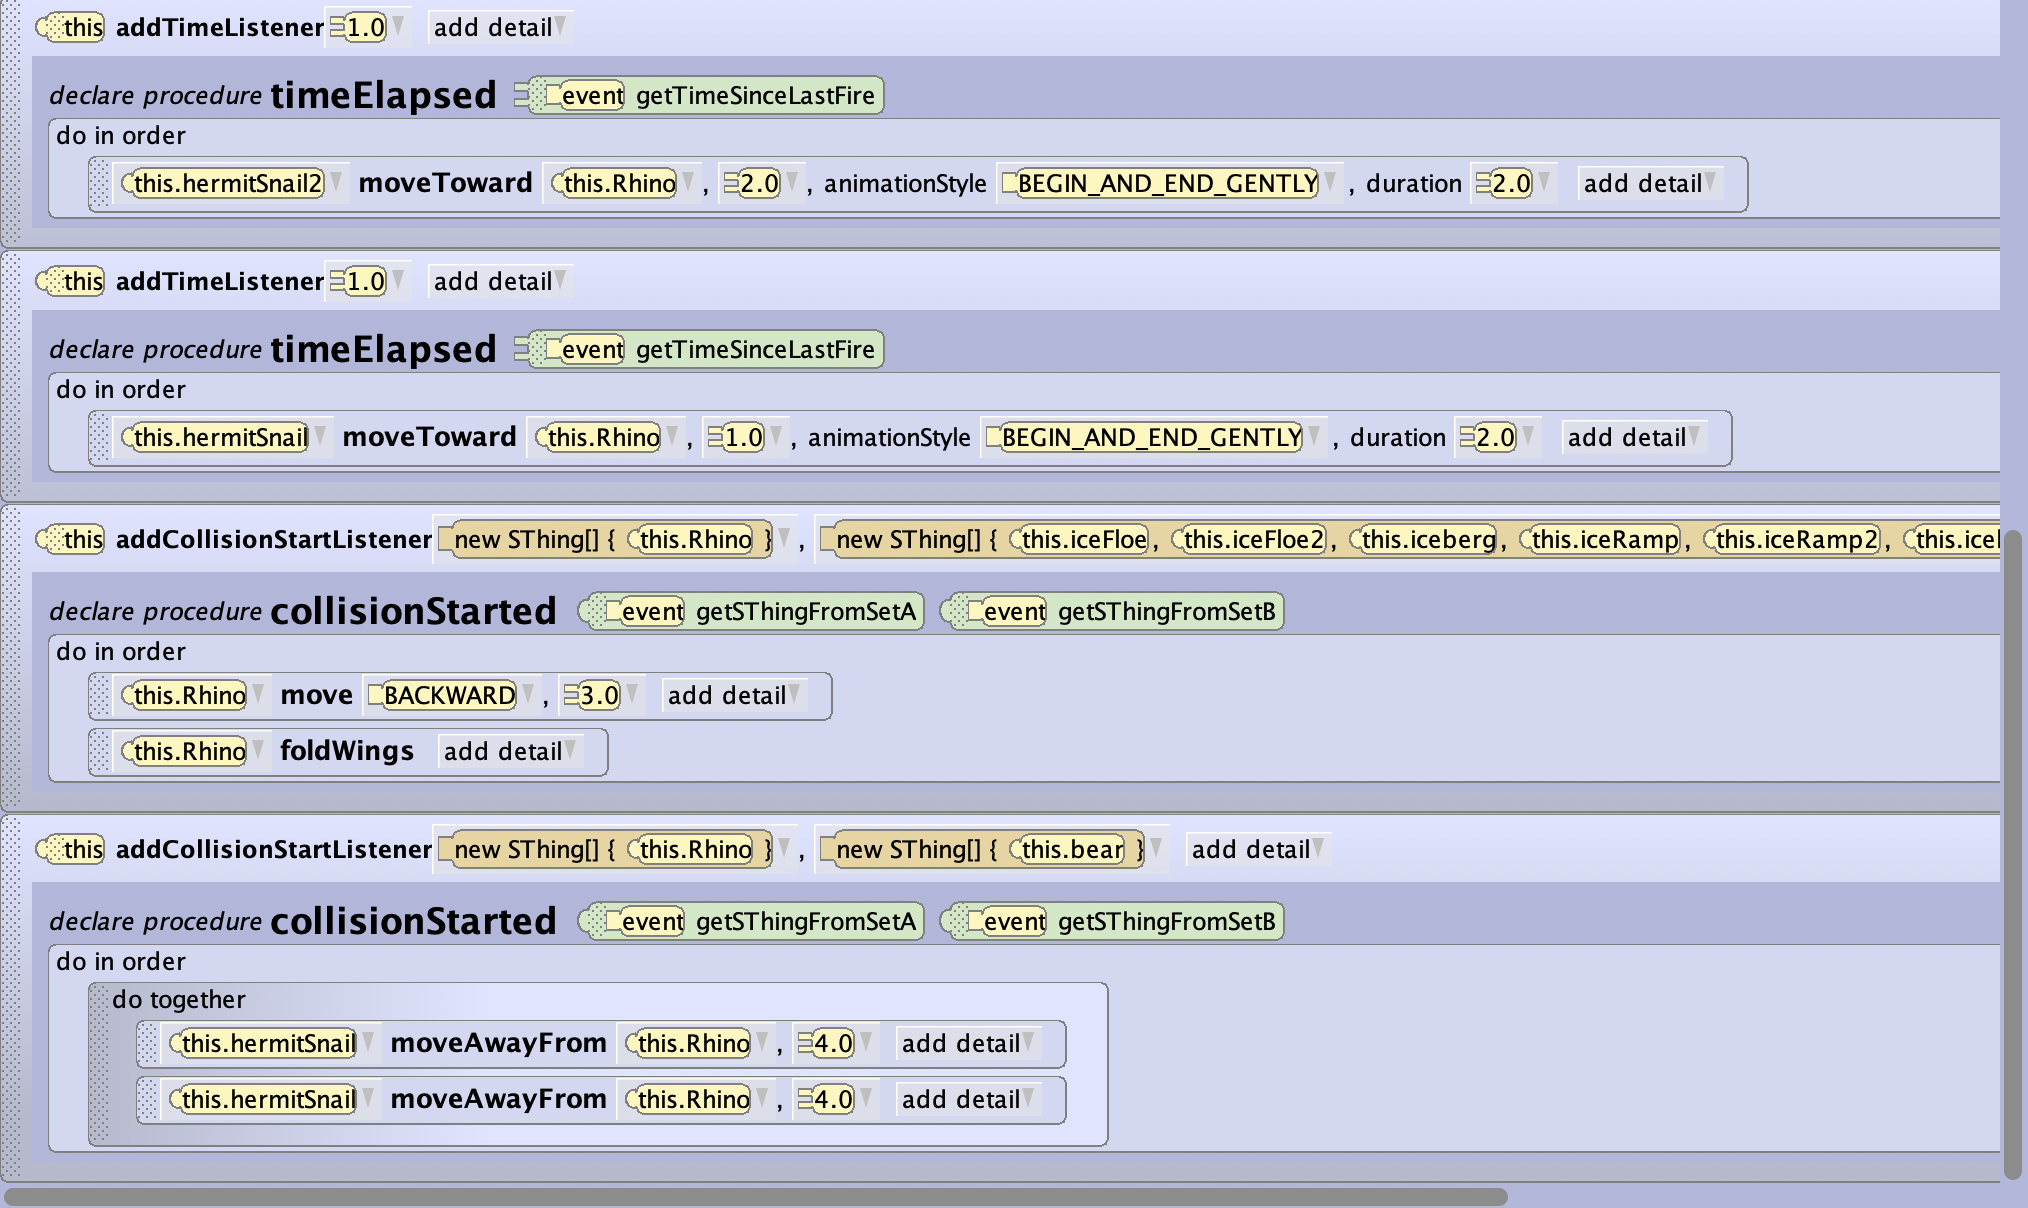 this addTimeListener 1.0 add detail
declare procedure timeElapsed event getTimeSinceLastFire
do in order
this.hermitSnail2 moveToward this.Rhino , 2.0 , animationStyle BEGIN_AND_END_GENTLY , duration 2.0 add detail
this addTimeListener 1.0 add detail
declare procedure timeElapsed event getTimeSinceLastFire
do in order
this.hermitSnail moveToward this.Rhino , 1.0 , animationStyle BEGIN_AND_END_GENTLY , duration 2.0 add detail
this addCollisionStartListener new SThing[] { this.Rhino } , new SThing[] { this.iceFloe , this.iceFloe2 , this.iceberg , this.iceRamp , this.iceRamp2 ,
declare procedure collisionStarted event getSThingFromSetA event getSThingFromSetB
do in order
this.Rhino move BACKWARD , 3.0 add detail
this.Rhino foldWings add detail
this addCollisionStartListener new SThing[] { this.Rhino } , new SThing[] { this.bear } add detail
declare procedure collisionStarted event getSThingFromSetA event getSThingFromSetB
do in order
do together
this.hermitSnail moveAwayFrom this.Rhino , 4.0 add detail
this.hermitSnail moveAwayFrom this.Rhino , 4.0 add detail